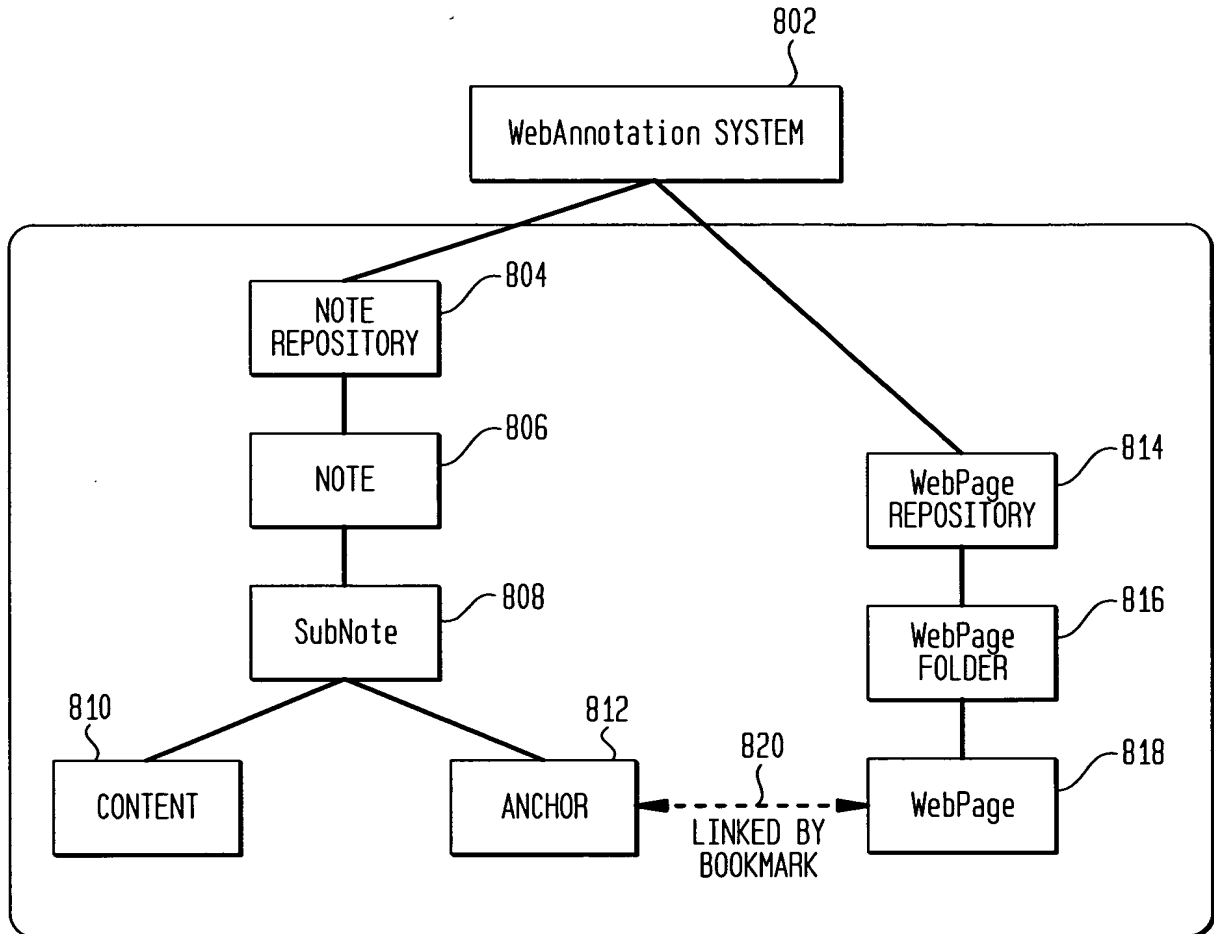 802
WebAnnotation SYSTEM
804
NOTE
REPOSITORY
806
NOTE
814
WebPage
REPOSITORY
808
SubNote
816
WebPage
FOLDER
810
CONTENT
812
ANCHOR
820
LINKED BY
BOOKMARK
818
WebPage